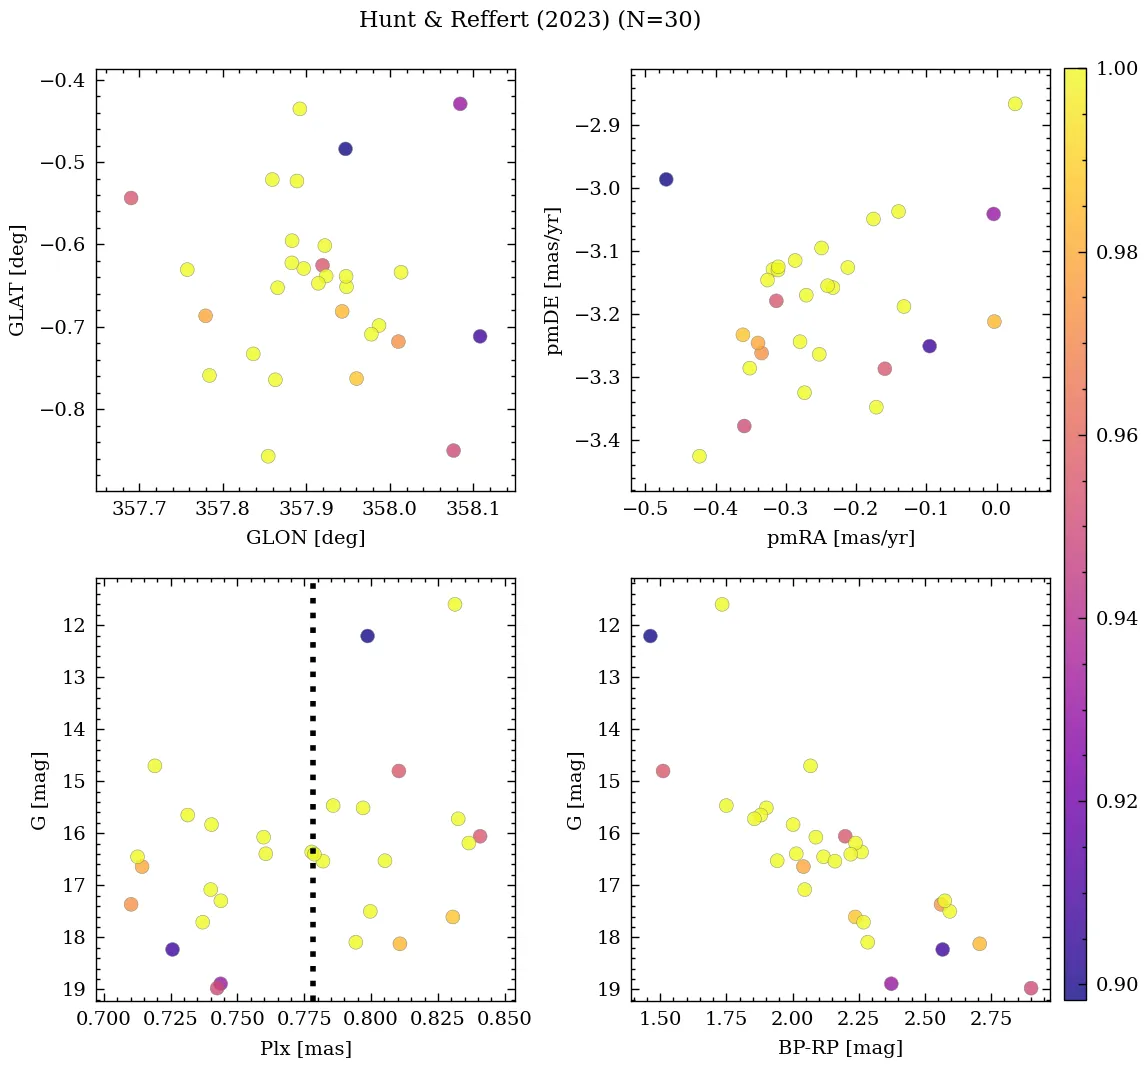 Hunt & Reffert (2023) (N=30)
−0.4
−0.5
−0.6
−0.7
−0.8
GLAT [deg]
357.7 357.8 357.9 358.0 358.1
GLON [deg]
−2.9
−3.0
−3.1
−3.2
−3.3
−3.4
pmDE [mas/yr]
−0.5 −0.4 −0.3 −0.2 −0.1 0.0
pmRA [mas/yr]
1.00
0.98
0.96
0.94
0.92
0.90
12
13
14
15
16
17
18
19
G [mag]
0.700 0.725 0.750 0.775 0.800 0.825 0.850
Plx [mas]
12
13
14
15
16
17
18
19
G [mag]
1.50 1.75 2.00 2.25 2.50 2.75
BP-RP [mag]